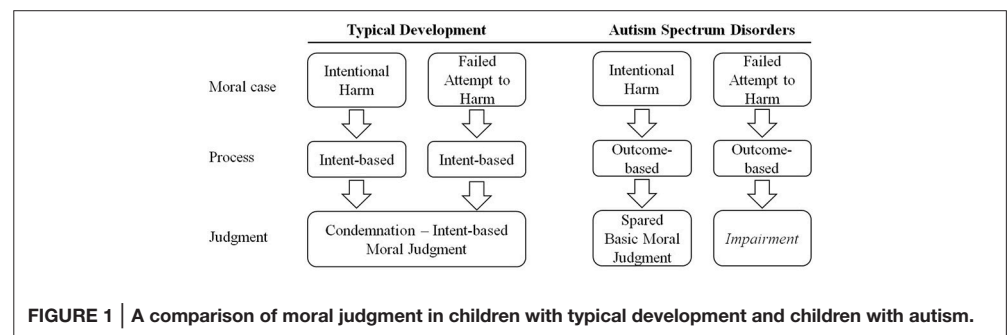 Typical Development
Autism Spectrum Disorders
Moral case
Intentional
Harm
Failed
Attempt to
Harm
Intentional
Harm
Failed
Attempt to
Harm
Process
Intent-based
Intent-based
Outcome-
based
Outcome-
based
Judgment
Condemnation – Intent-based
Moral Judgment
Spared
Basic Moral
Judgment
Impairment
FIGURE 1 | A comparison of moral judgment in children with typical development and children with autism.